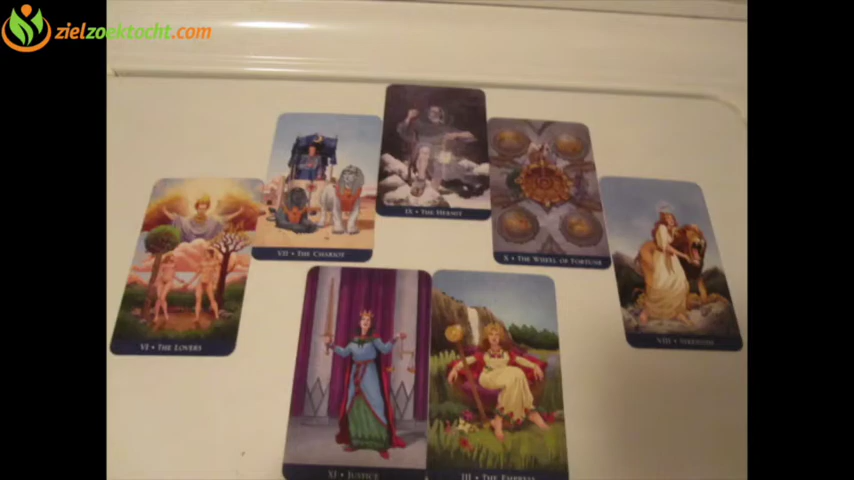 zielzoektocht.com
IX • THE HERMIT
VII • THE CHARIOT
X • THE WHEEL OF FORTUNE
VI • THE LOVERS
VIII • STRENGTH
XI • JUSTICE
III • THE EMPRESS